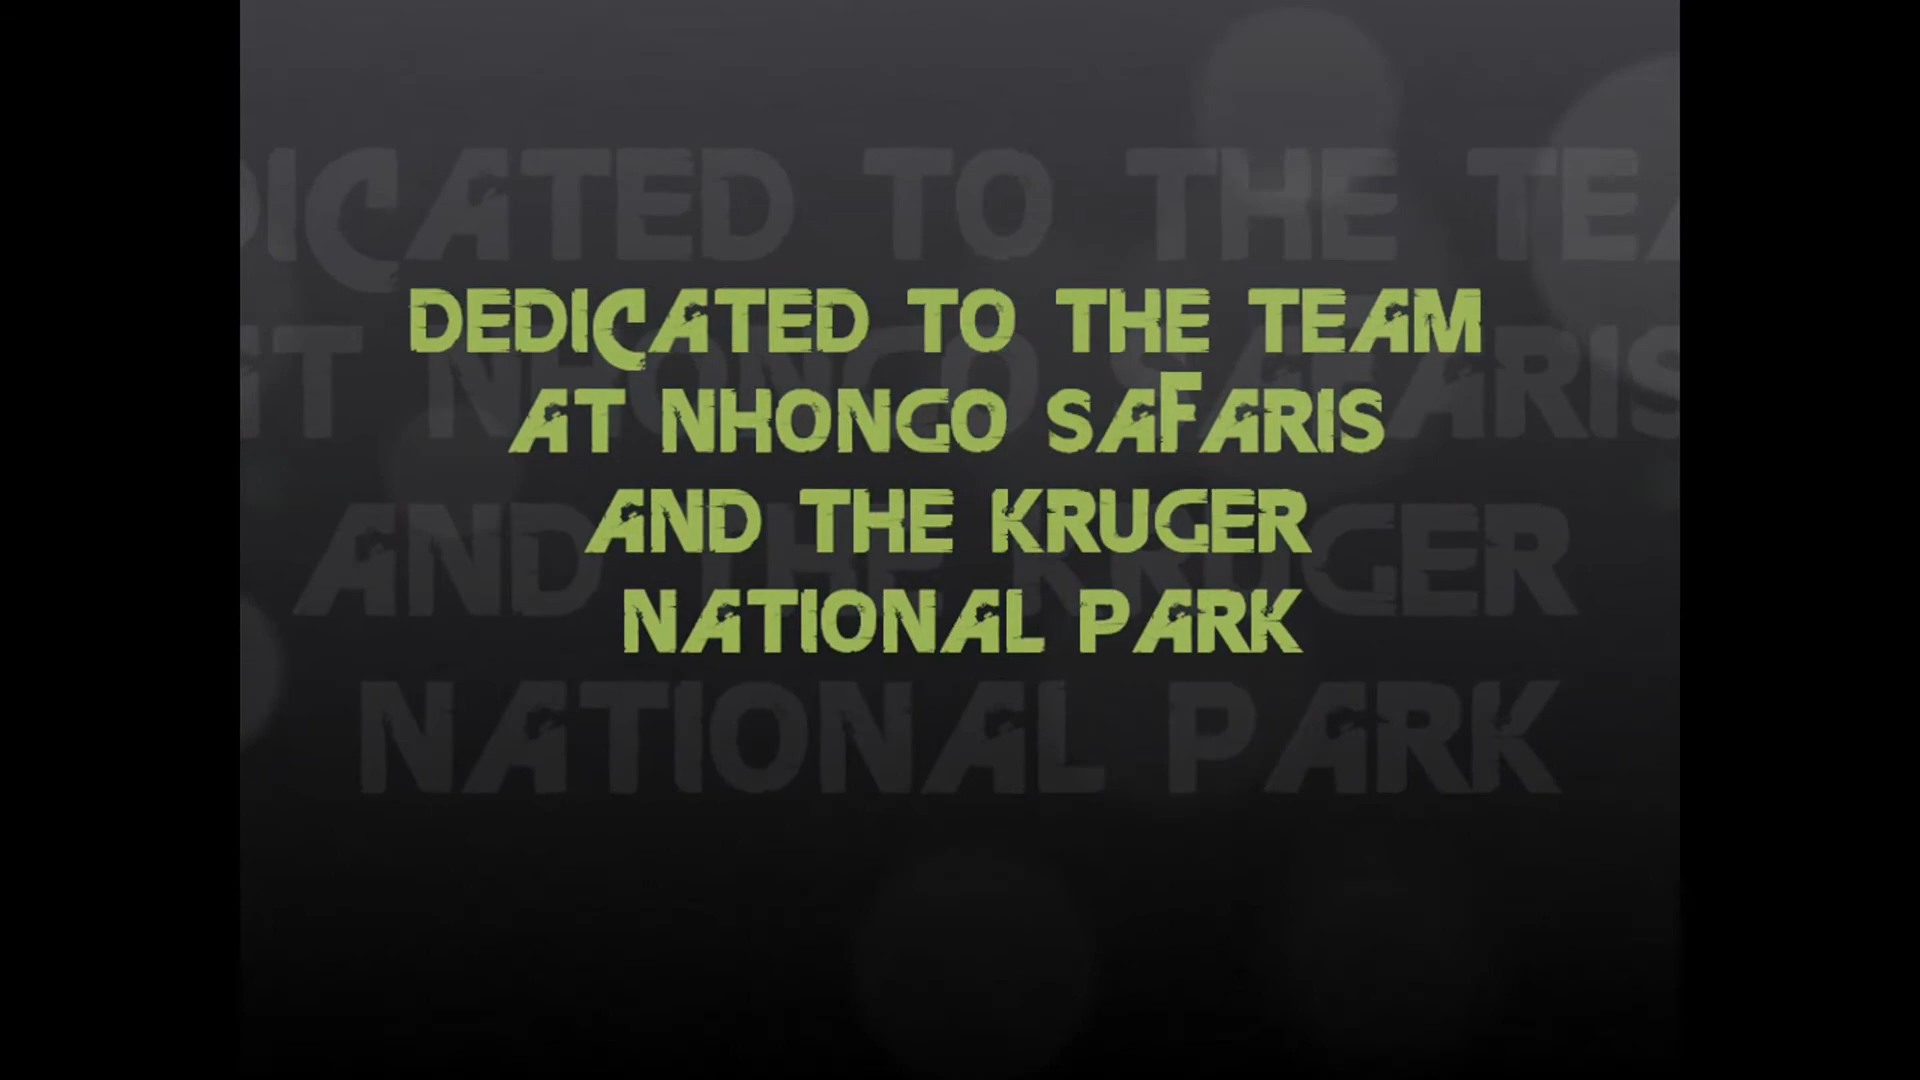 DEDICATED TO THE TEAM
AT NHONGO SAFARIS
AND THE KRUGER
NATIONAL PARK